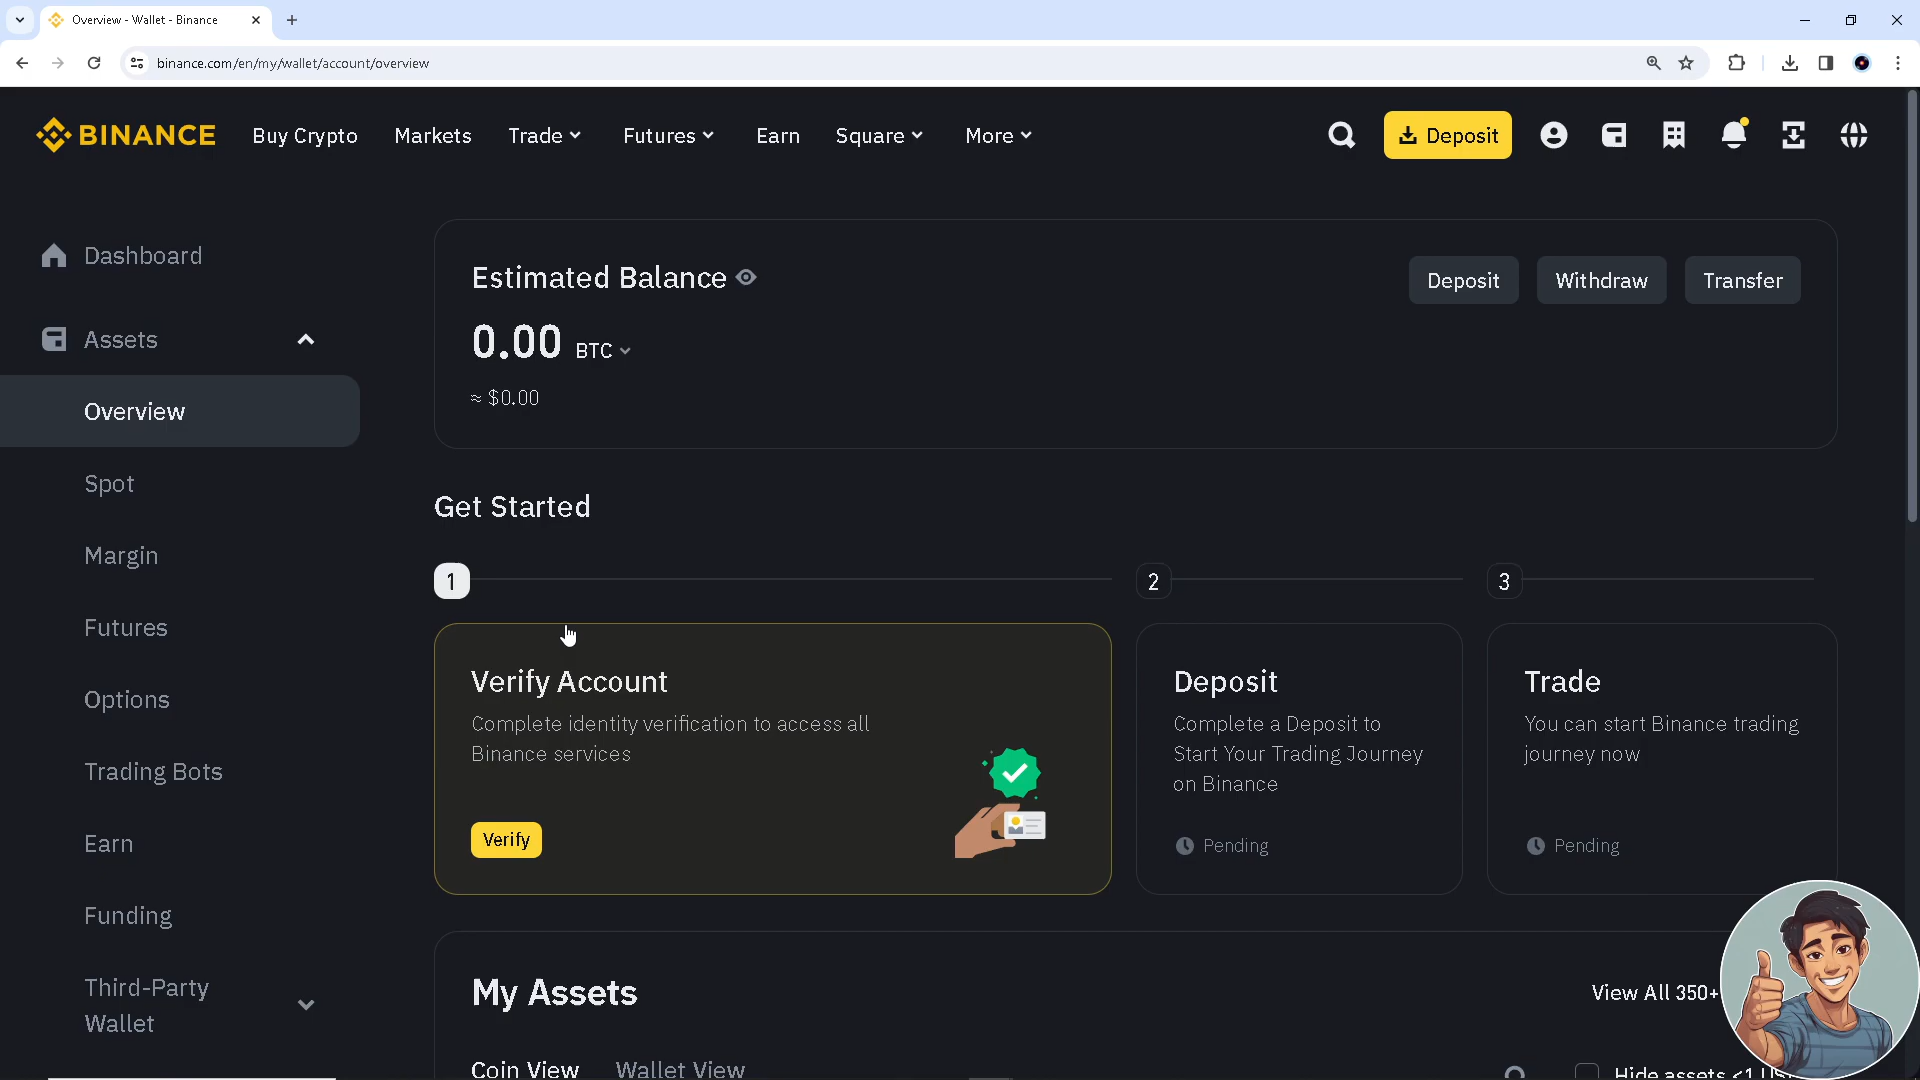 Overview - Wallet - Binance
binance.com/en/my/wallet/account/overview
BINANCE Buy Crypto Markets Trade Futures Earn Square More Deposit
Dashboard
Assets
Overview
Spot
Margin
Futures
Options
Trading Bots
Earn
Funding
Third-Party
Wallet
Estimated Balance
Deposit Withdraw Transfer
0.00 BTC
≈ $0.00
Get Started
1 2 3
Verify Account
Complete identity verification to access all
Binance services
Verify
Deposit
Complete a Deposit to
Start Your Trading Journey
on Binance
Pending
Trade
You can start Binance trading
journey now
Pending
My Assets
View All 350+
Coin View Wallet View
Hide assets <1